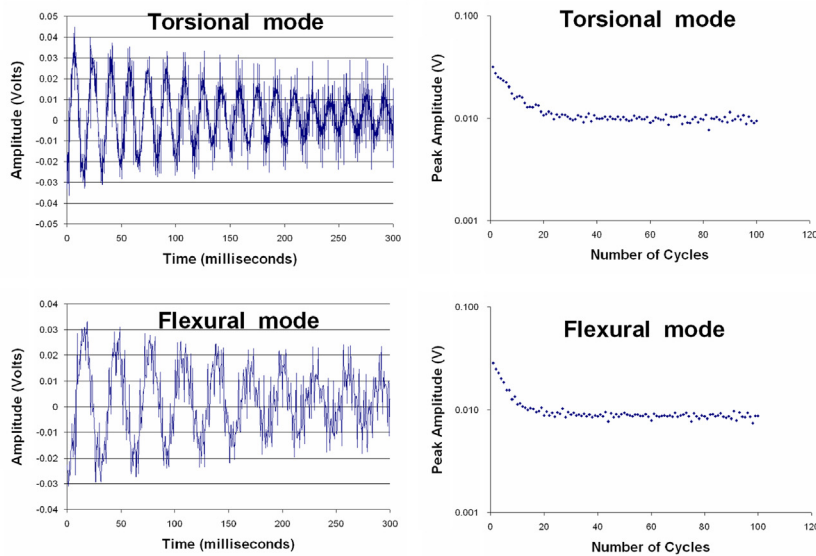 Torsional mode
Amplitude (Volts)
0.05
0.04
0.03
0.02
0.01
0
-0.01
-0.02
-0.03
-0.04
-0.05
0 50 100 150 200 250 300
Time (milliseconds)
Torsional mode
Peak Amplitude (V)
0.100
0.010
0.001
0 20 40 60 80 100 120
Number of Cycles
Flexural mode
Amplitude (Volts)
0.04
0.03
0.02
0.01
0
-0.01
-0.02
-0.03
-0.04
0 50 100 150 200 250 300
Time (milliseconds)
Flexural mode
Peak Amplitude (V)
0.100
0.010
0.001
0 20 40 60 80 100 120
Number of Cycles